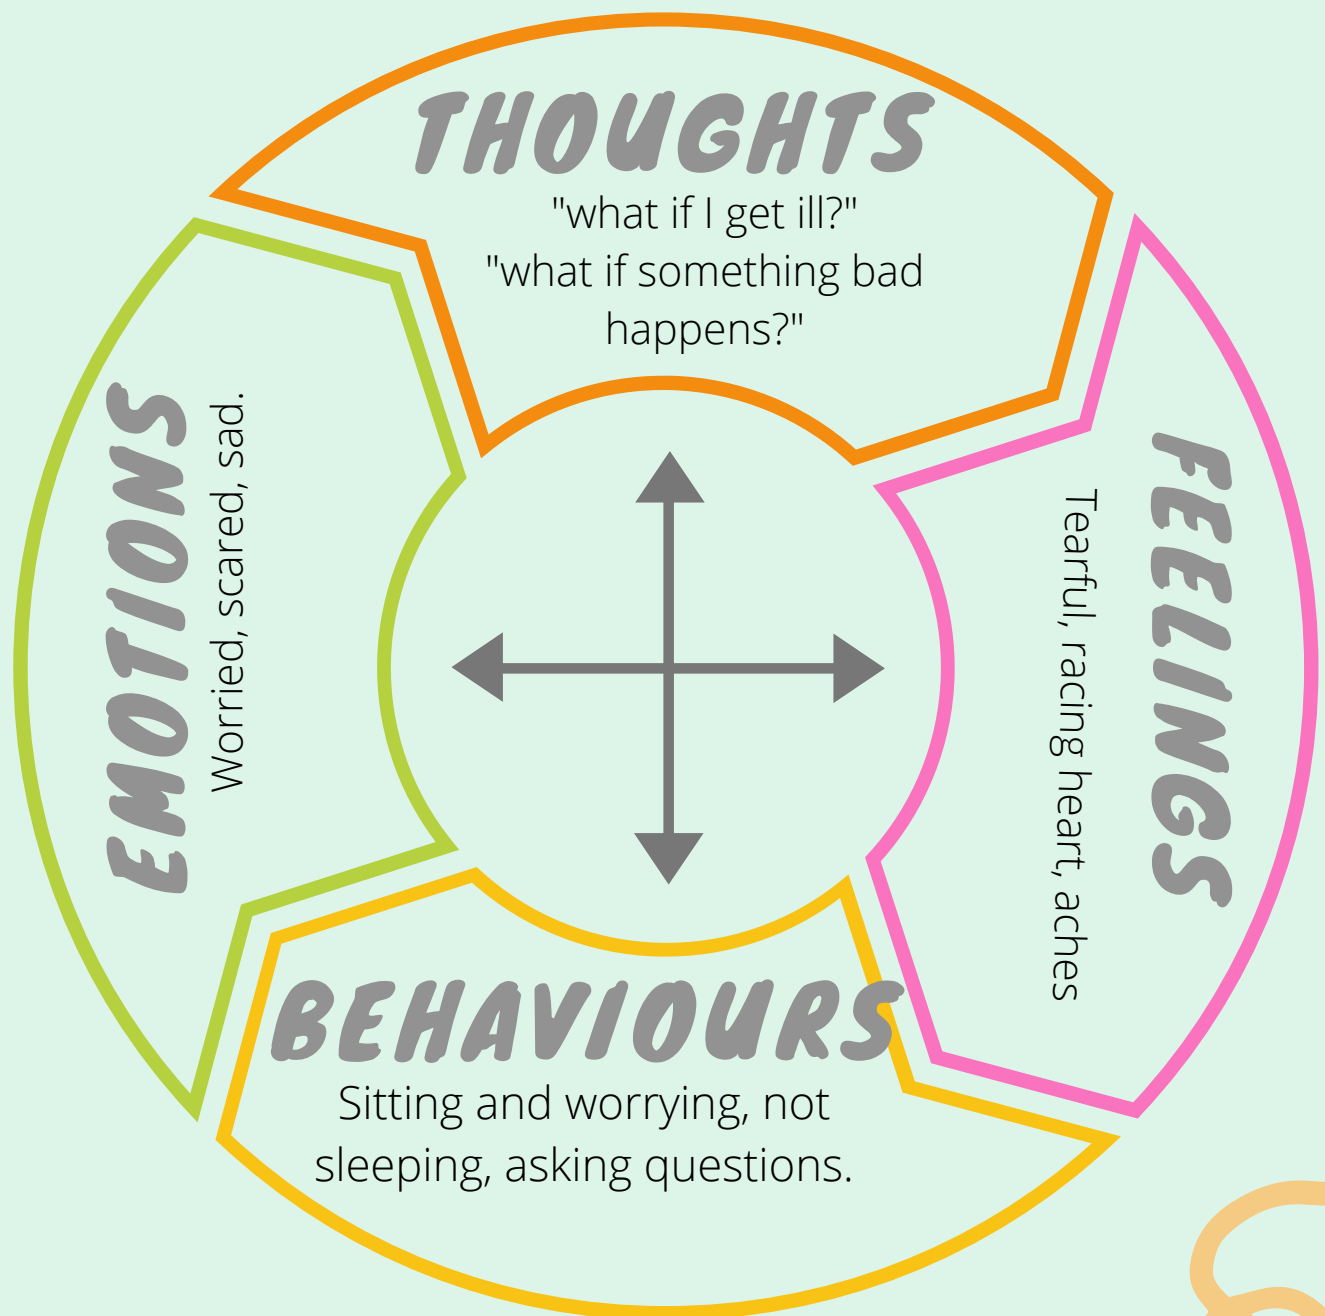 THOUGHTS
"what if I get ill?"
"what if something bad
happens?"
EMOTIONS
Worried, scared, sad.
FEELINGS
Tearful, racing heart, aches
BEHAVIOURS
Sitting and worrying, not
sleeping, asking questions.